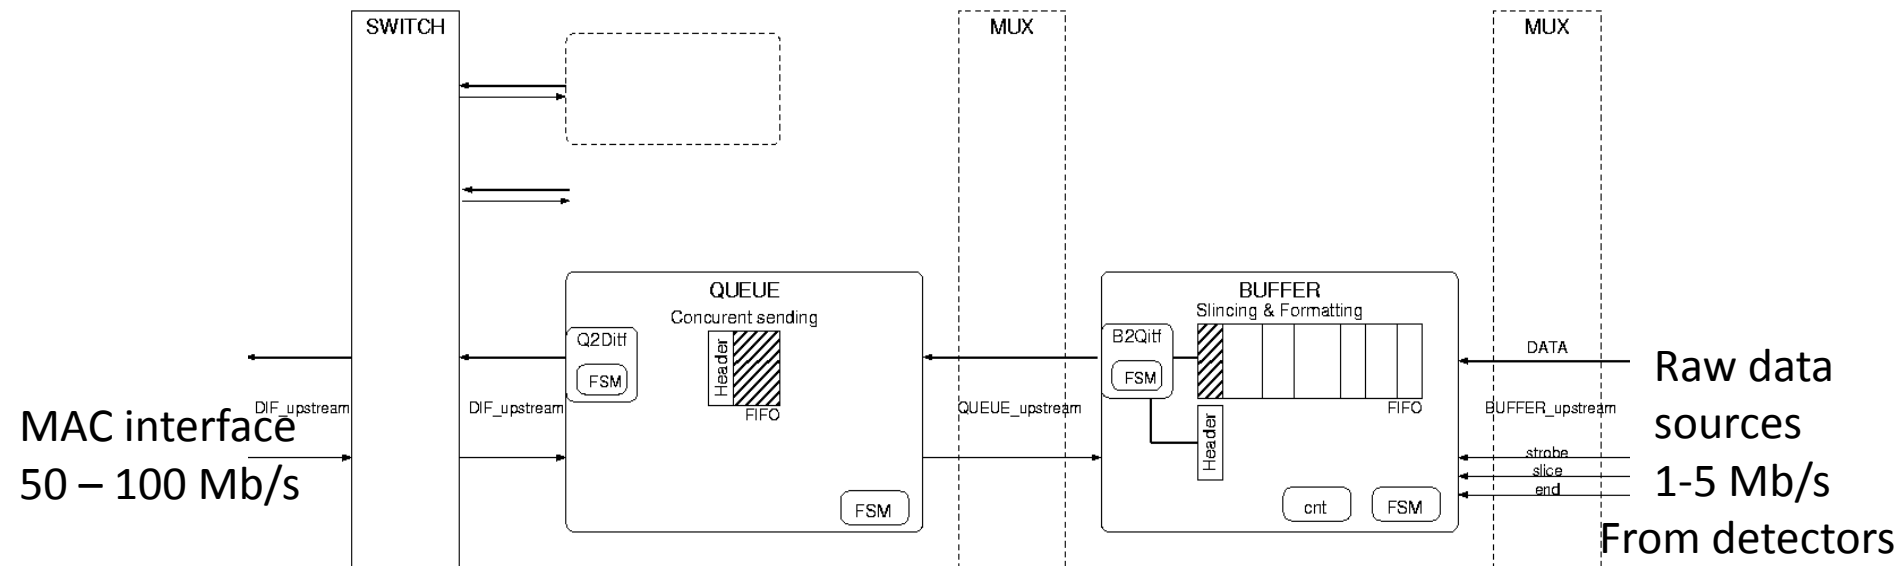 SWITCH
MUX
MUX
QUEUE
Concurent sending
Q2Ditf
FSM
Header
FIFO
FSM
BUFFER
Slincing & Formatting
B2Qitf
FSM
FIFO
Header
cnt
FSM
DIF_upstream
DIF_upstream
QUEUE_upstream
BUFFER_upstream
DATA
strobe
slice
end
MAC interface
50 – 100 Mb/s
Raw data
sources
1-5 Mb/s
From detectors